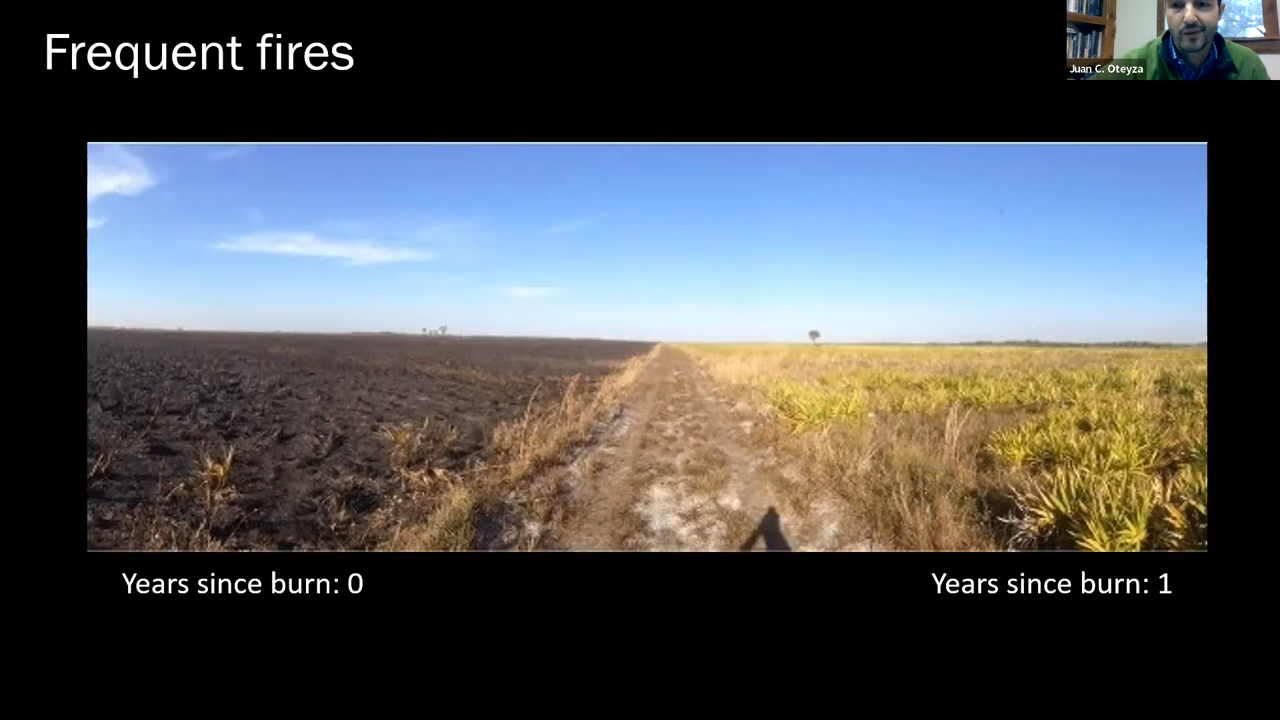 Frequent fires
Juan C. Oteyza
Years since burn: 0
Years since burn: 1